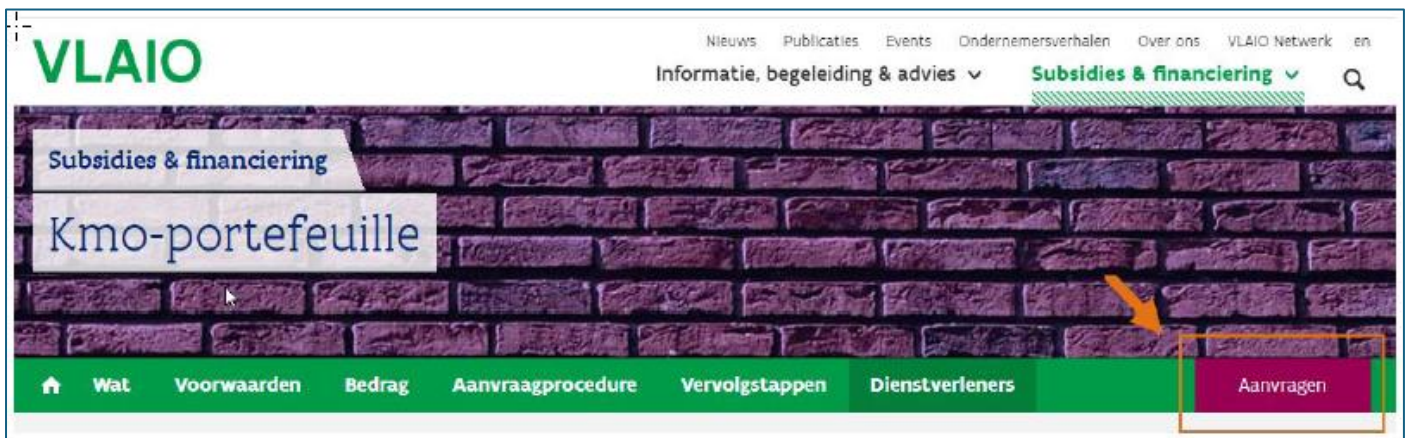 VLAIO
Nieuws Publicaties Events Ondernemersverhalen Over ons VLAIO Netwerk en
Informatie, begeleiding & advies Subsidies & financiering
Subsidies & financiering
Kmo-portefeuille
Wat Voorwaarden Bedrag Aanvraagprocedure Vervolgstappen Dienstverleners Aanvragen